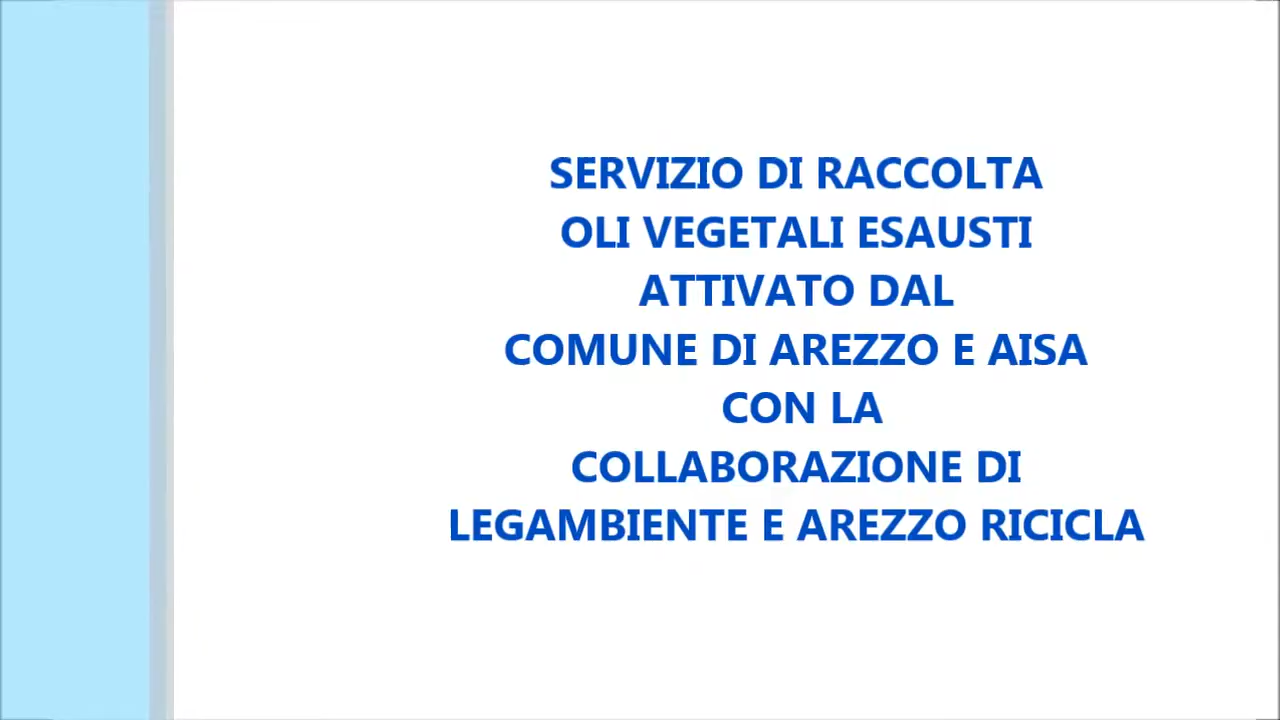 SERVIZIO DI RACCOLTA
OLI VEGETALI ESAUSTI
ATTIVATO DAL
COMUNE DI AREZZO E AISA
CON LA
COLLABORAZIONE DI
LEGAMBIENTE E AREZZO RICICLA